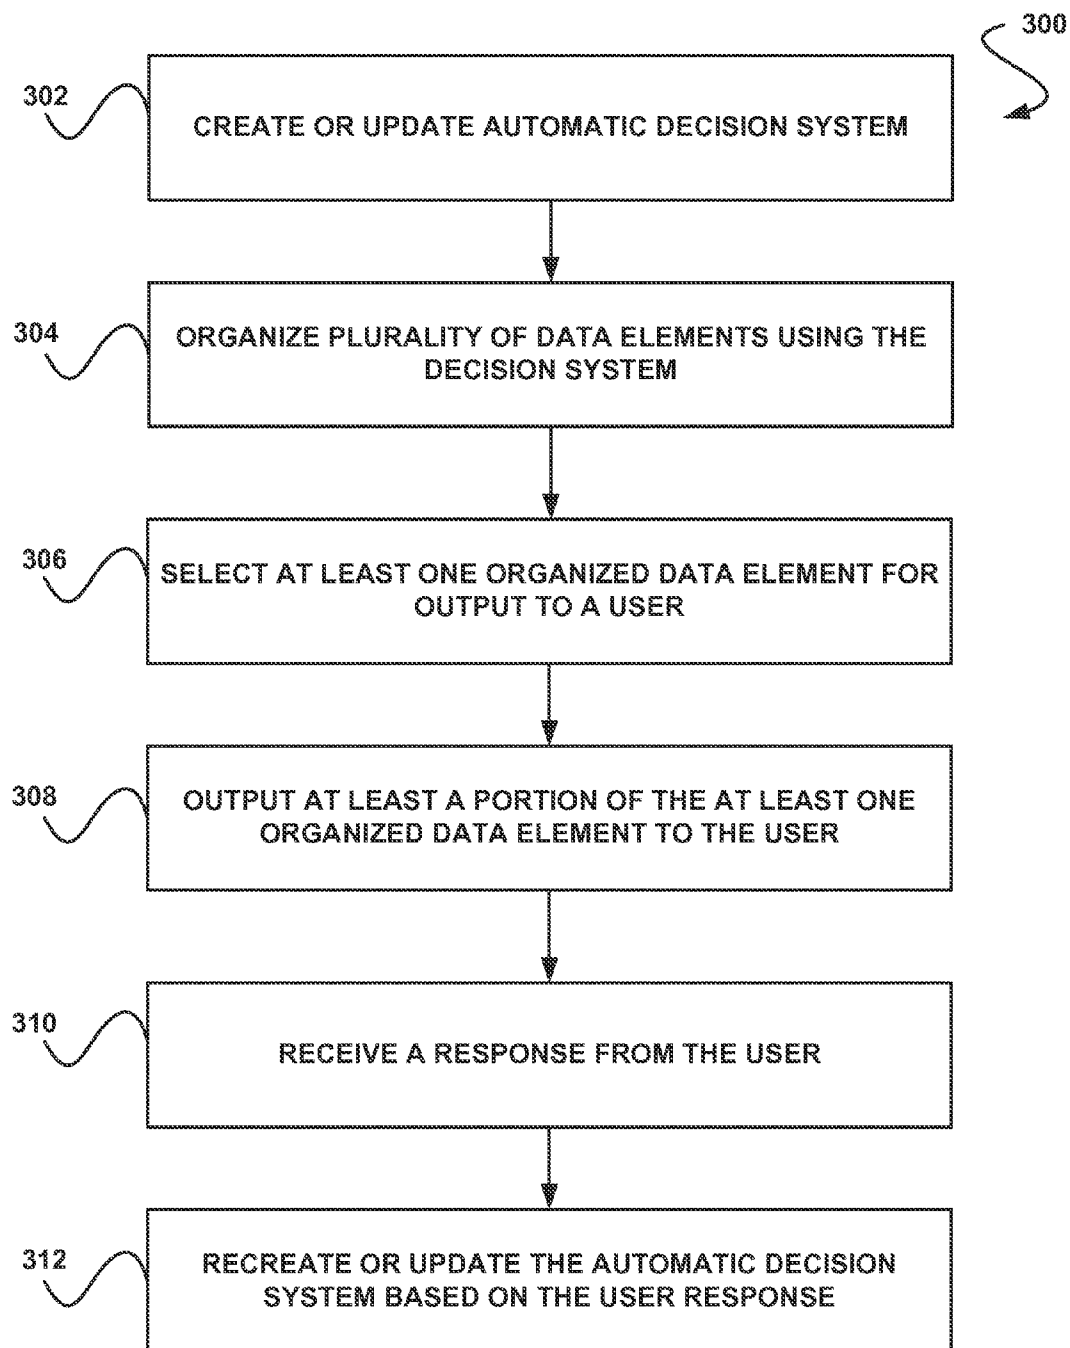 300
302
CREATE OR UPDATE AUTOMATIC DECISION SYSTEM
304
ORGANIZE PLURALITY OF DATA ELEMENTS USING THE
DECISION SYSTEM
306
SELECT AT LEAST ONE ORGANIZED DATA ELEMENT FOR
OUTPUT TO A USER
308
OUTPUT AT LEAST A PORTION OF THE AT LEAST ONE
ORGANIZED DATA ELEMENT TO THE USER
310
RECEIVE A RESPONSE FROM THE USER
312
RECREATE OR UPDATE THE AUTOMATIC DECISION
SYSTEM BASED ON THE USER RESPONSE